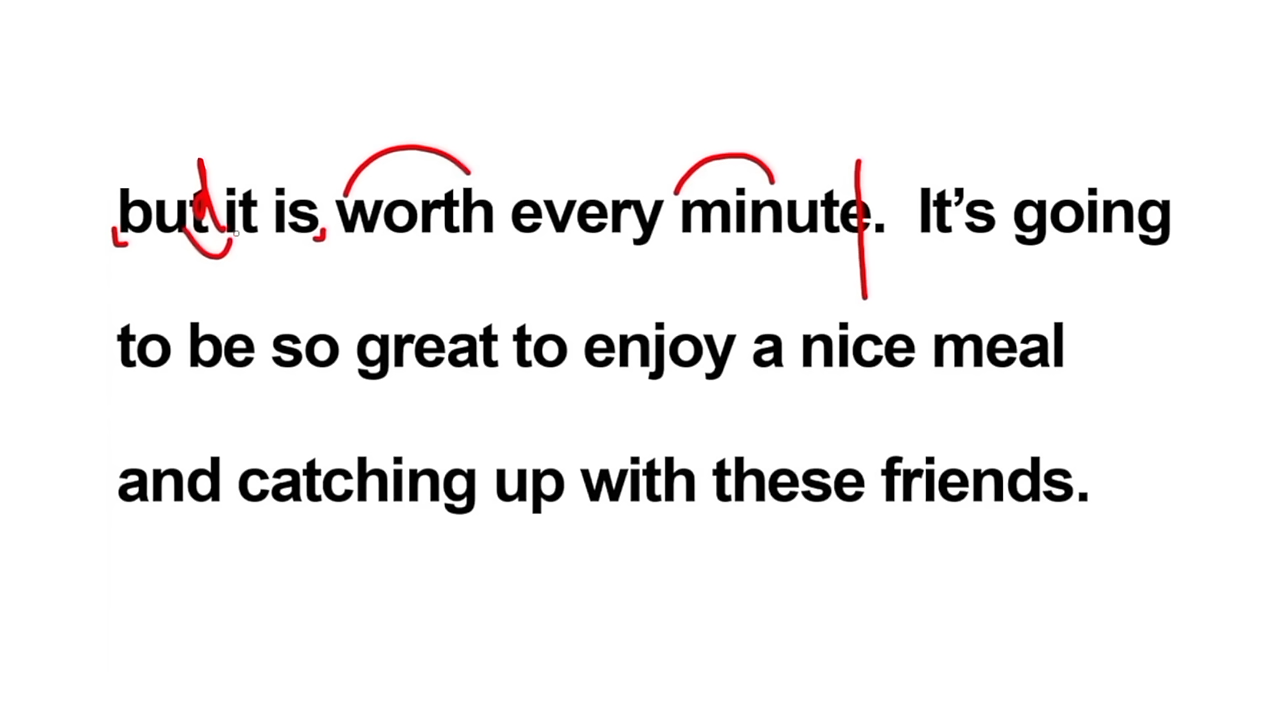 but d it is worth every minute. It’s going
to be so great to enjoy a nice meal
and catching up with these friends.